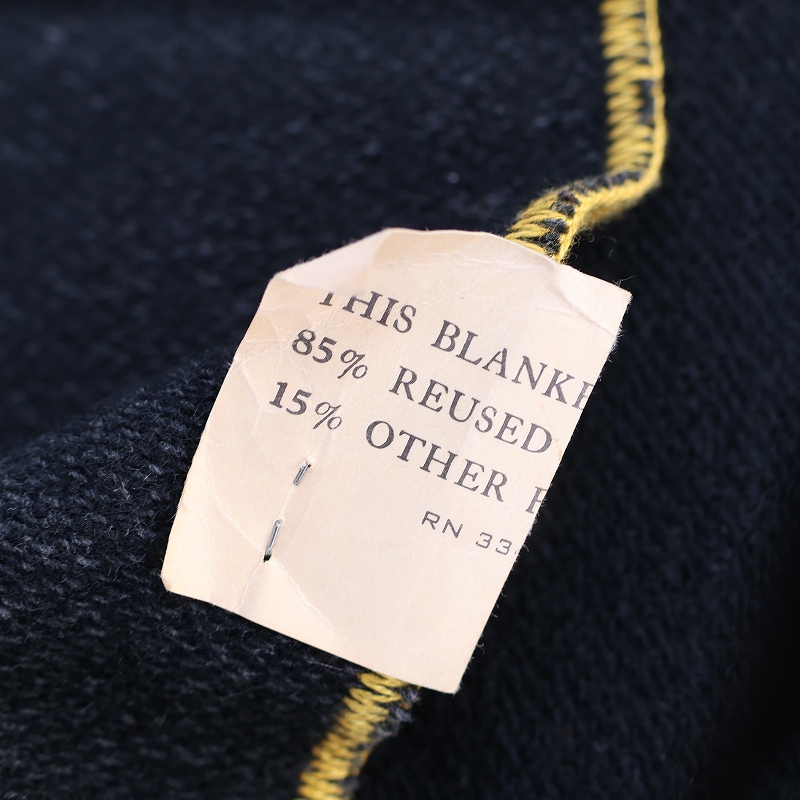 THIS BLANKE
85% REUSED
15% OTHER F
RN 33